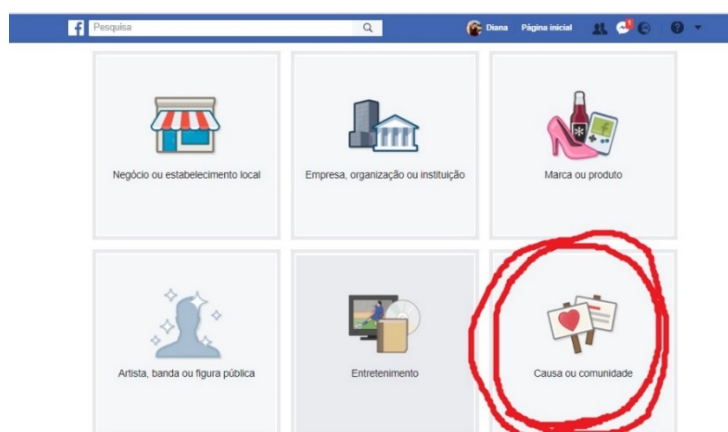 f Pesquisa Diana Página inicial 1 ?
Negócio ou estabelecimento local Empresa, organização ou instituição Marca ou produto
Artista, banda ou figura pública Entretenimento Causa ou comunidade